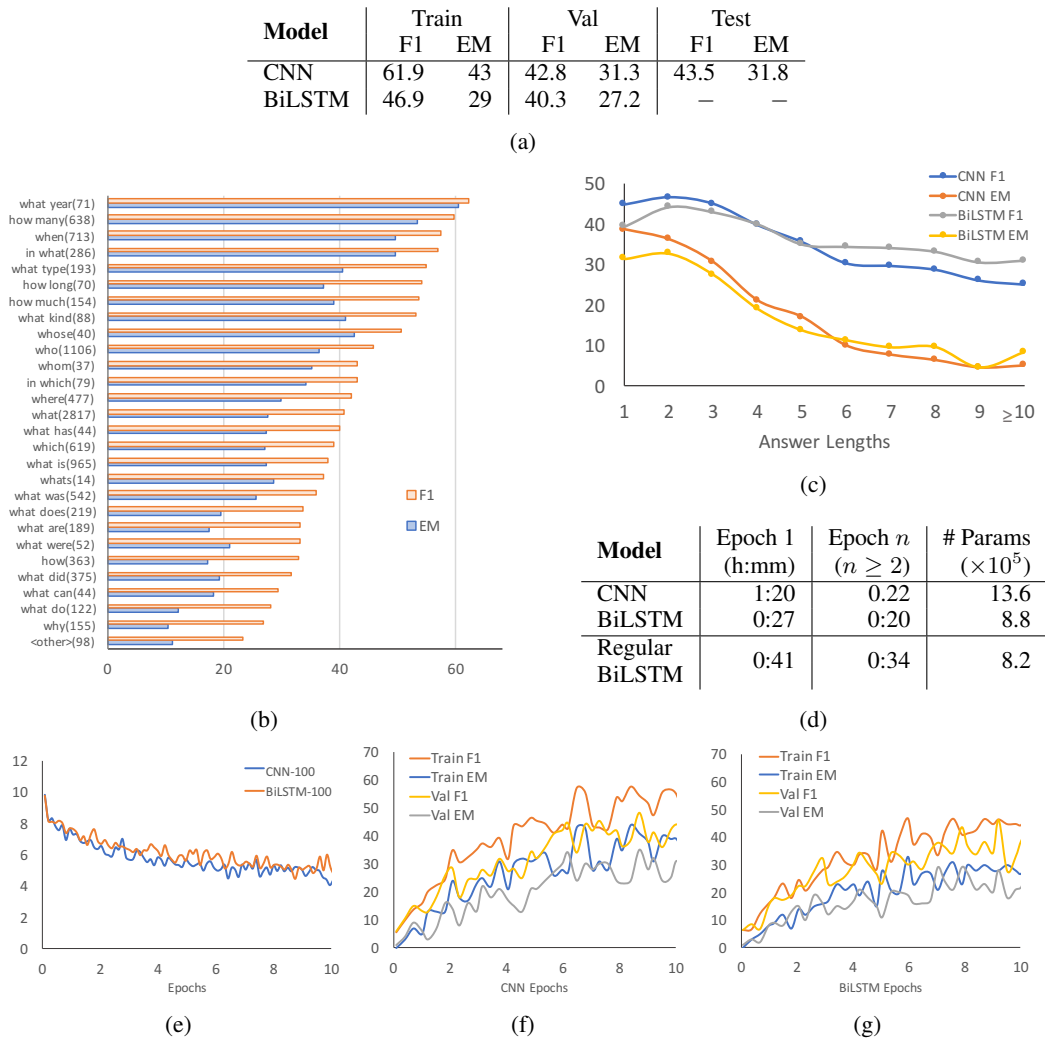 Model Train Val Test
F1 EM F1 EM F1 EM
CNN 61.9 43 42.8 31.3 43.5 31.8
BiLSTM 46.9 29 40.3 27.2 – –
(a)
what year(71)
how many(638)
when(713)
in what(286)
what type(193)
how long(70)
how much(154)
what kind(88)
whose(40)
who(1106)
whom(37)
in which(79)
where(477)
what(2817)
what has(44)
which(619)
what is(965)
whats(14)
what was(542)
what does(219)
what are(189)
what were(52)
how(363)
what did(375)
what can(44)
what do(122)
why(155)
<other>(98)
0 20 40 60
F1
EM
(b)
CNN F1
CNN EM
BiLSTM F1
BiLSTM EM
50
40
30
20
10
0
1 2 3 4 5 6 7 8 9 ≥10
Answer Lengths
(c)
Model Epoch 1 Epoch n # Params
(h:mm) (n ≥ 2) (×10^5)
CNN 1:20 0.22 13.6
BiLSTM 0:27 0:20 8.8
Regular
BiLSTM 0:41 0:34 8.2
(d)
12
10
8
6
4
2
0
CNN-100
BiLSTM-100
0 2 4 6 8 10
Epochs
(e)
70
60
50
40
30
20
10
0
Train F1
Train EM
Val F1
Val EM
0 2 4 6 8 10
CNN Epochs
(f)
70
60
50
40
30
20
10
0
Train F1
Train EM
Val F1
Val EM
0 2 4 6 8 10
BiLSTM Epochs
(g)